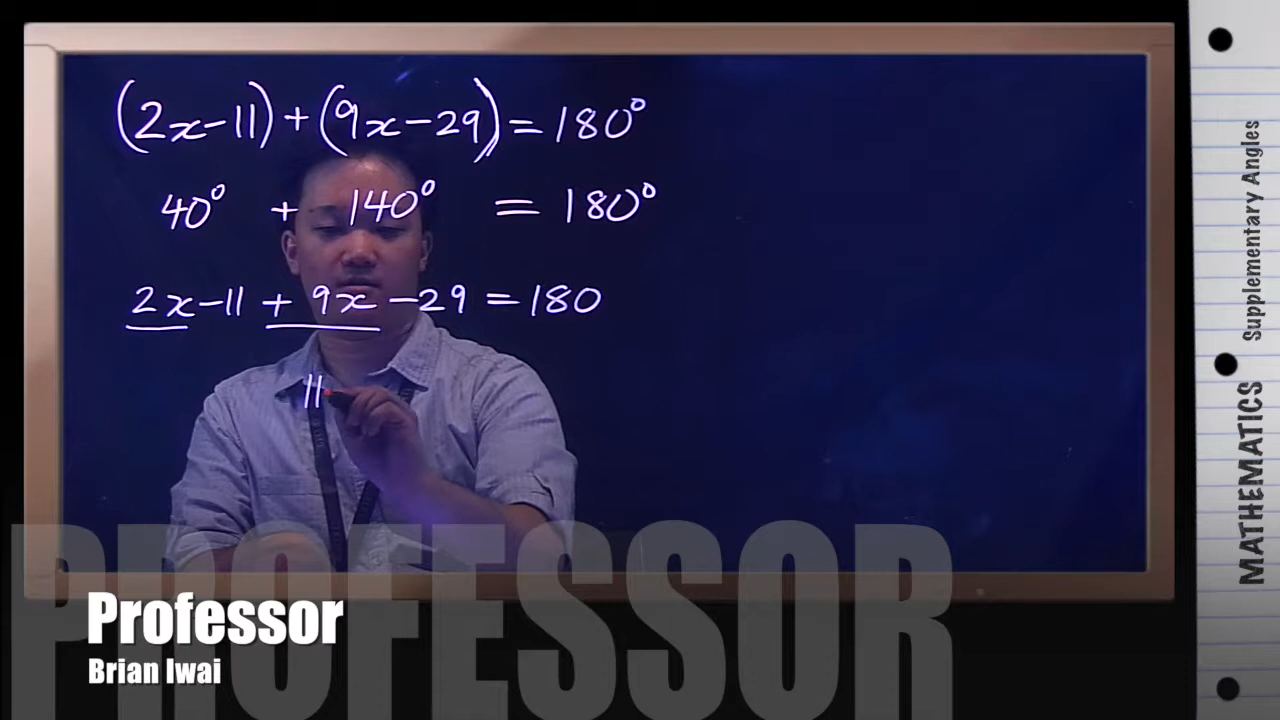 (2x-11)+(9x-29)=180°
40° + 140° = 180°
2x-11 + 9x -29 = 180
11
PROFESSOR
Professor
Brian Iwai
MATHEMATICS Supplementary Angles